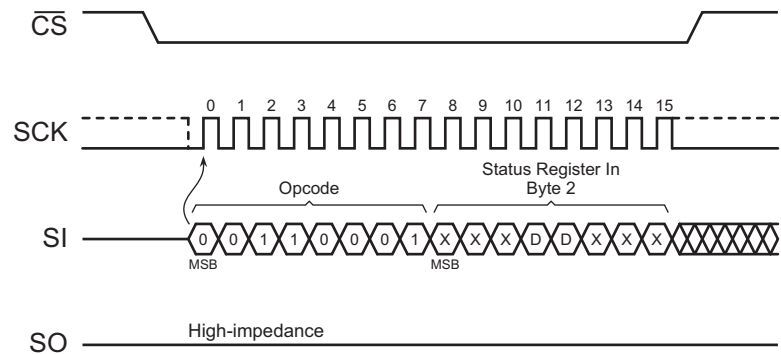 CS
0 1 2 3 4 5 6 7 8 9 10 11 12 13 14 15
SCK
Opcode
Status Register In
Byte 2
SI
0 0 1 1 0 0 0 1 X X X D D X X X
MSB MSB
High-impedance
SO